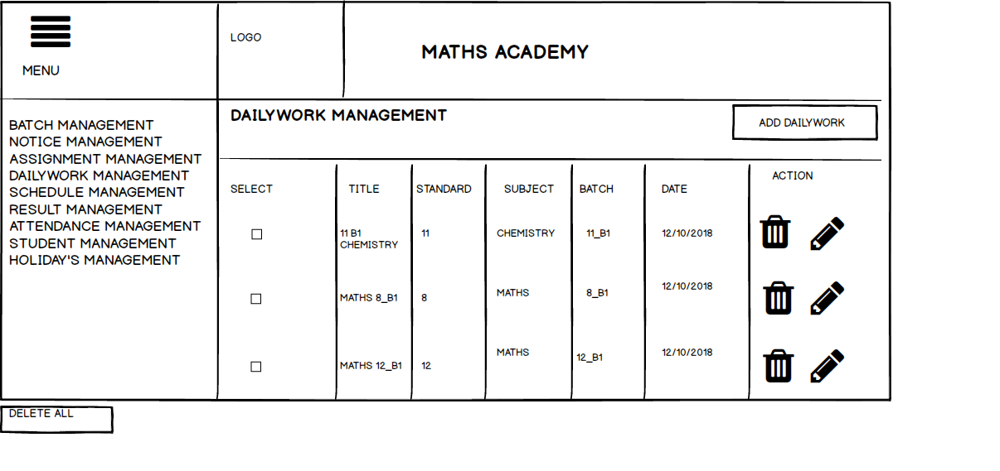 MENU
LOGO
MATHS ACADEMY
BATCH MANAGEMENT
NOTICE MANAGEMENT
ASSIGNMENT MANAGEMENT
DAILYWORK MANAGEMENT
SCHEDULE MANAGEMENT
RESULT MANAGEMENT
ATTENDANCE MANAGEMENT
STUDENT MANAGEMENT
HOLIDAY'S MANAGEMENT
DAILYWORK MANAGEMENT
ADD DAILYWORK
SELECT TITLE STANDARD SUBJECT BATCH DATE ACTION
11 B1 11 CHEMISTRY 11_B1 12/10/2018
CHEMISTRY
MATHS 8_B1 8 MATHS 8_B1 12/10/2018
MATHS 12_B1 12 MATHS 12_B1 12/10/2018
DELETE ALL